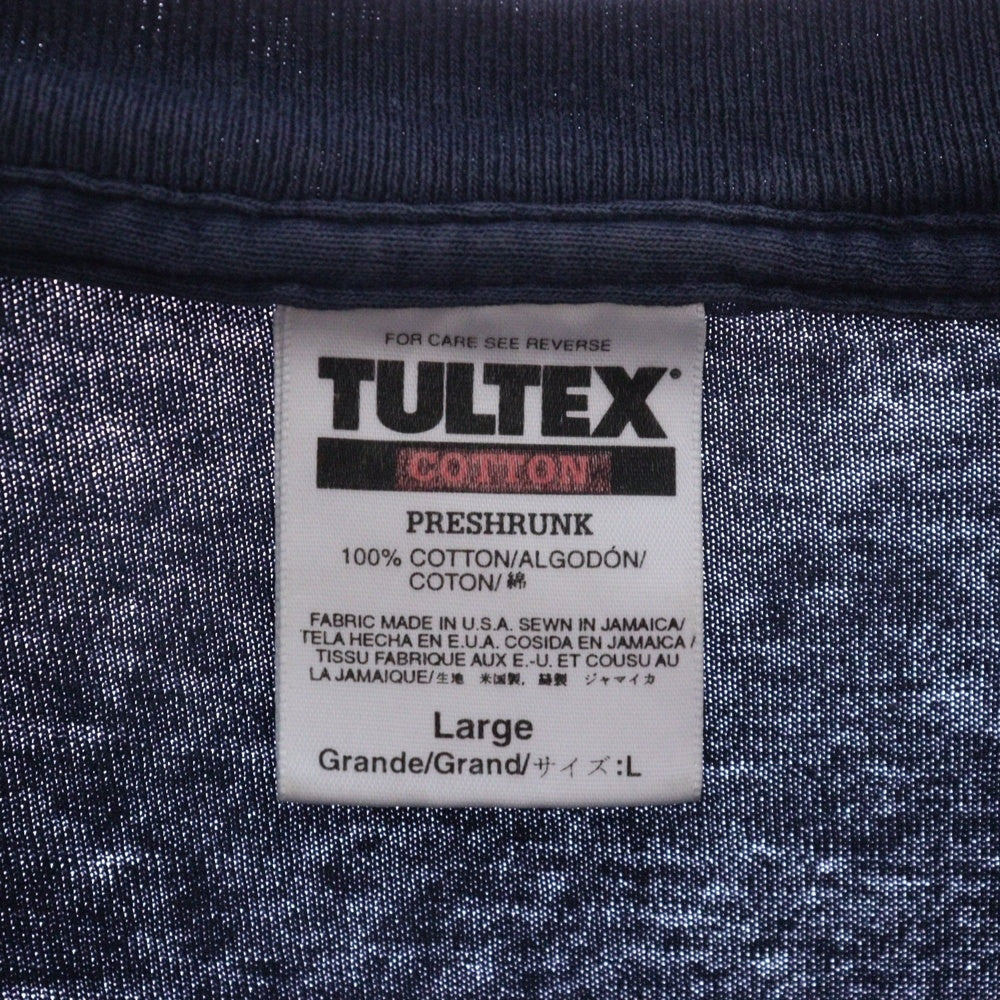 FOR CARE SEE REVERSE
TULTEX
COTTON
PRESHRUNK
100% COTTON/ALGODÓN/
COTON/綿
FABRIC MADE IN U.S.A. SEWN IN JAMAICA/
TELA HECHA EN E.U.A. COSIDA EN JAMAICA/
TISSU FABRIQUE AUX E.-U. ET COUSU AU
LA JAMAIQUE/生地 米国製, 縫製 ジャマイカ
Large
Grande/Grand/サイズ:L